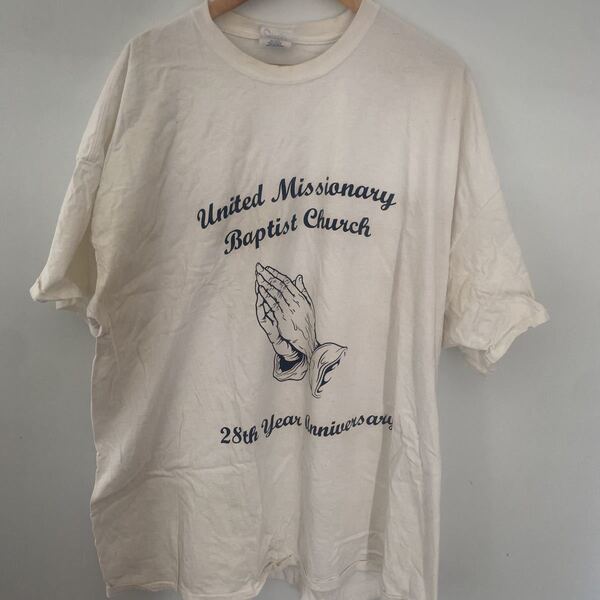 United Missionary
Baptist Church
28th Year Anniversary